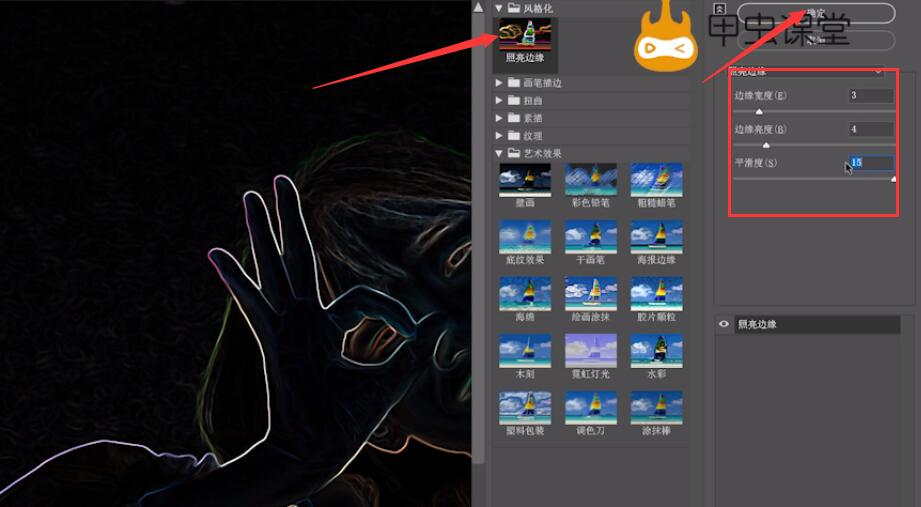 风格化
照亮边缘
画笔描边
扭曲
素描
纹理
艺术效果
壁画
彩色铅笔
粗糙蜡笔
底纹效果
干画笔
海报边缘
海绵
绘画涂抹
胶片颗粒
木刻
霓虹灯光
水彩
塑料包装
调色刀
涂抹棒
甲虫课堂
确定
照亮边缘
边缘宽度(E) 3
边缘亮度(B) 4
平滑度(S) 15
照亮边缘